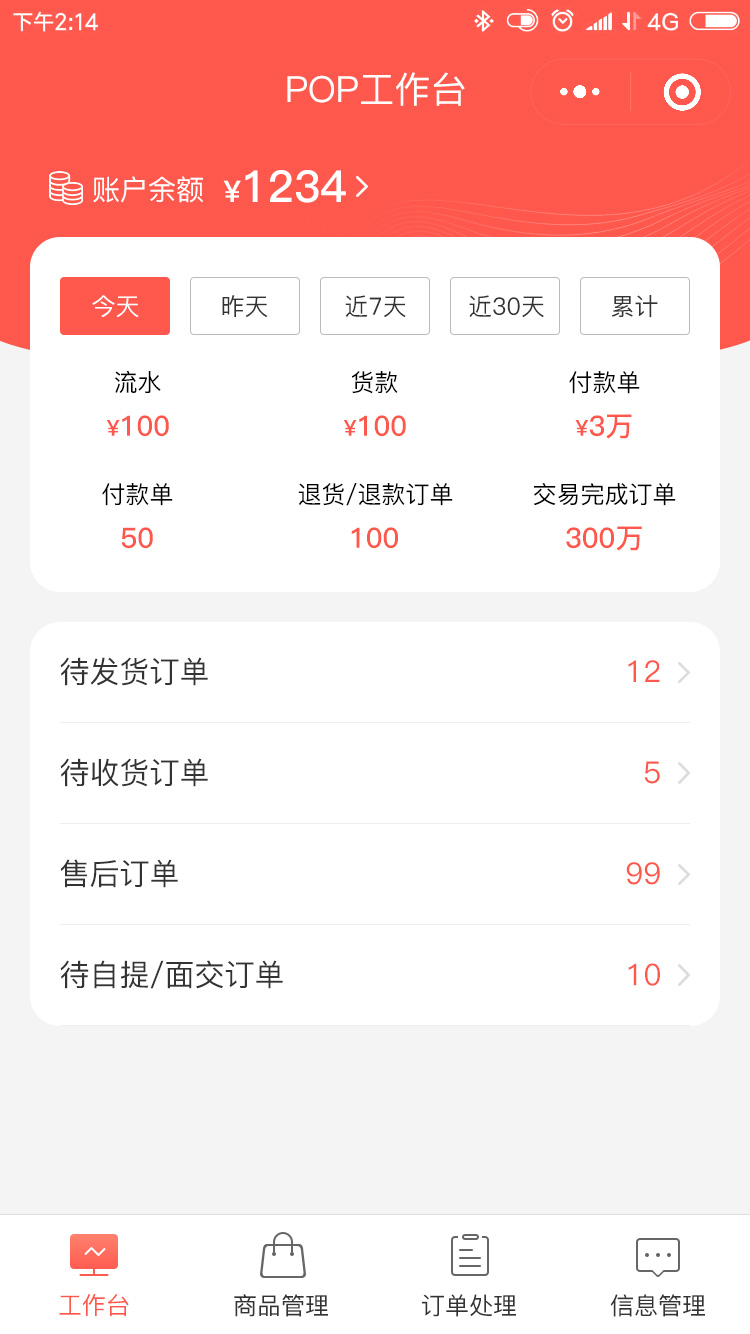 下午2:14 4G
POP工作台
账户余额 ¥1234
今天 昨天 近7天 近30天 累计
流水 货款 付款单
¥100 ¥100 ¥3万
付款单 退货/退款订单 交易完成订单
50 100 300万
待发货订单 12
待收货订单 5
售后订单 99
待自提/面交订单 10
工作台 商品管理 订单处理 信息管理